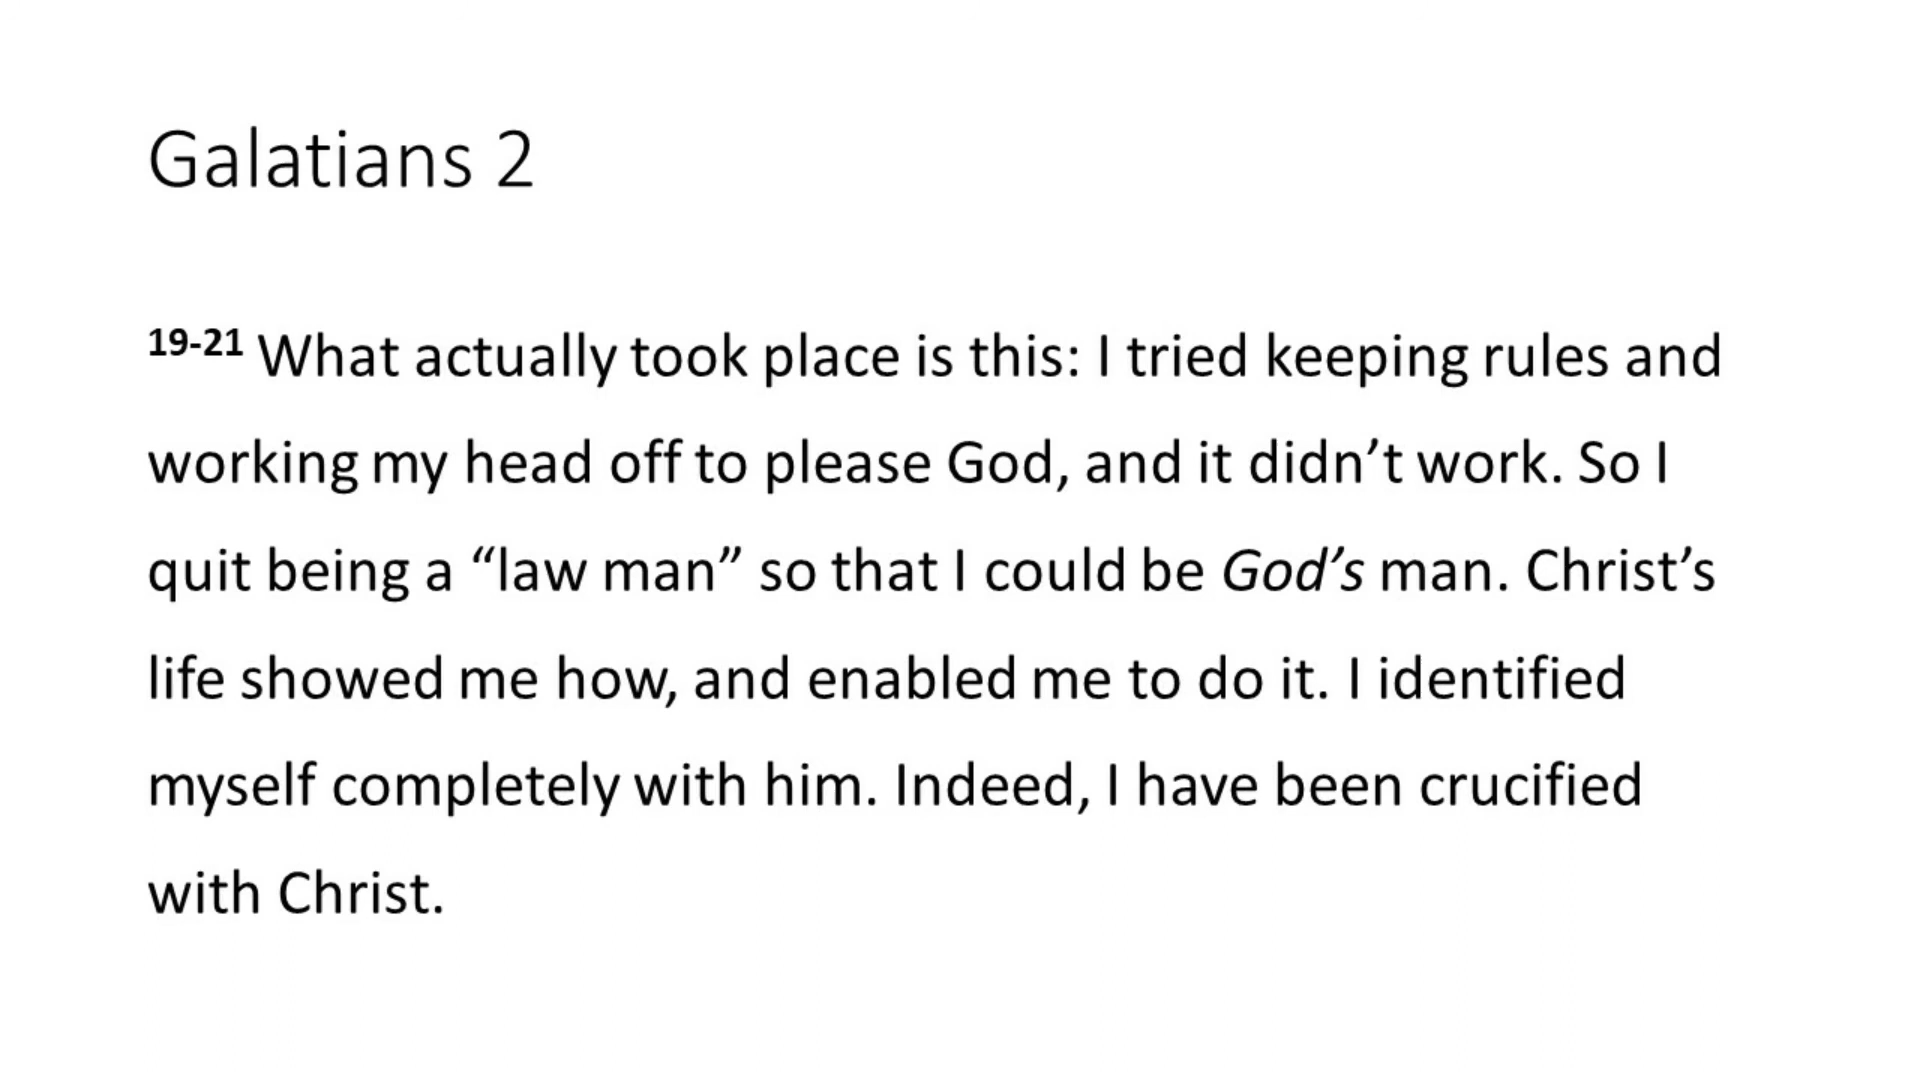 Galatians 2
19-21 What actually took place is this: I tried keeping rules and
working my head off to please God, and it didn’t work. So I
quit being a “law man” so that I could be God’s man. Christ’s
life showed me how, and enabled me to do it. I identified
myself completely with him. Indeed, I have been crucified
with Christ.